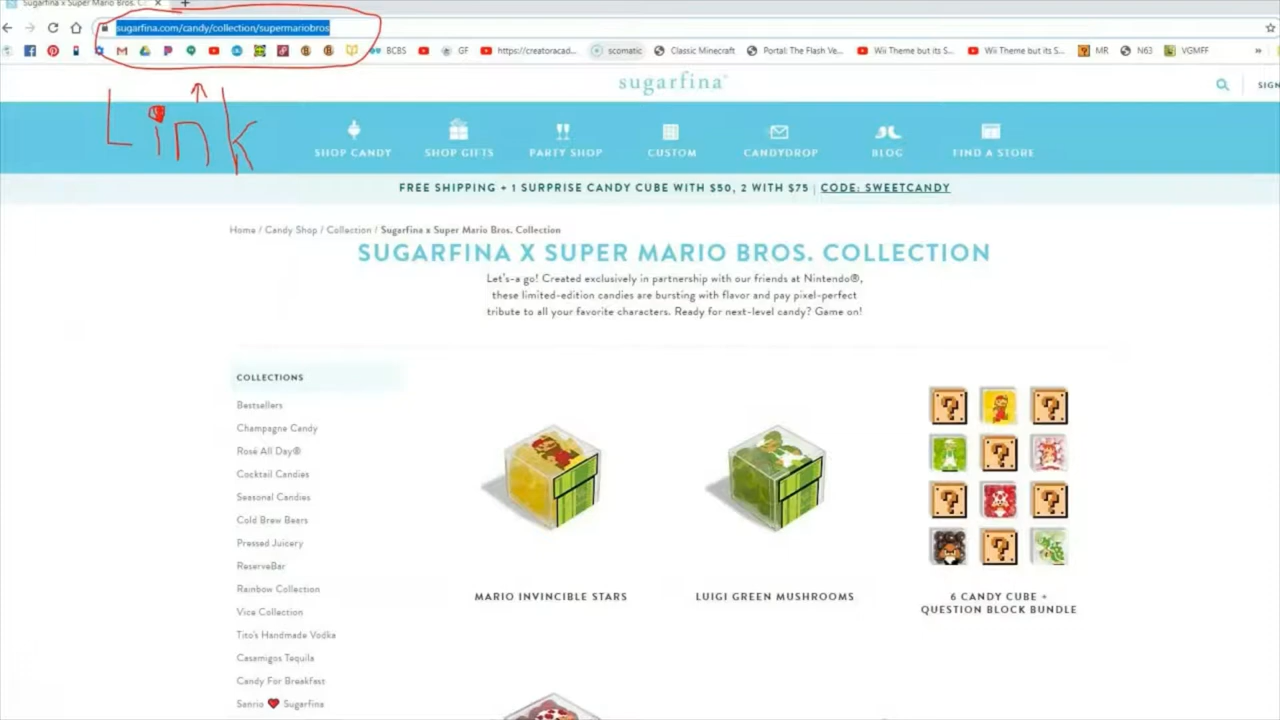 Sugarfina x Super Mario Bros. C
sugarfina.com/candy/collection/supermariobros
BCBS GF https://creatoracad... scomatic Classic Minecraft Portal: The Flash Ve... Wii Theme but its S... Wii Theme but its S... MR N63 VGMFF »
Link
sugarfina
SIGN
SHOP CANDY SHOP GIFTS PARTY SHOP CUSTOM CANDYDROP BLOG FIND A STORE
FREE SHIPPING + 1 SURPRISE CANDY CUBE WITH $50, 2 WITH $75 | CODE: SWEETCANDY
Home / Candy Shop / Collection / Sugarfina x Super Mario Bros. Collection
SUGARFINA X SUPER MARIO BROS. COLLECTION
Let's-a go! Created exclusively in partnership with our friends at Nintendo®,
these limited-edition candies are bursting with flavor and pay pixel-perfect
tribute to all your favorite characters. Ready for next-level candy? Game on!
COLLECTIONS
Bestsellers
Champagne Candy
Rosé All Day®
Cocktail Candies
Seasonal Candies
Cold Brew Bears
Pressed Juicery
ReserveBar
Rainbow Collection
Vice Collection
Tito's Handmade Vodka
Casamigos Tequila
Candy For Breakfast
Sanrio ❤ Sugarfina
MARIO INVINCIBLE STARS
LUIGI GREEN MUSHROOMS
6 CANDY CUBE +
QUESTION BLOCK BUNDLE